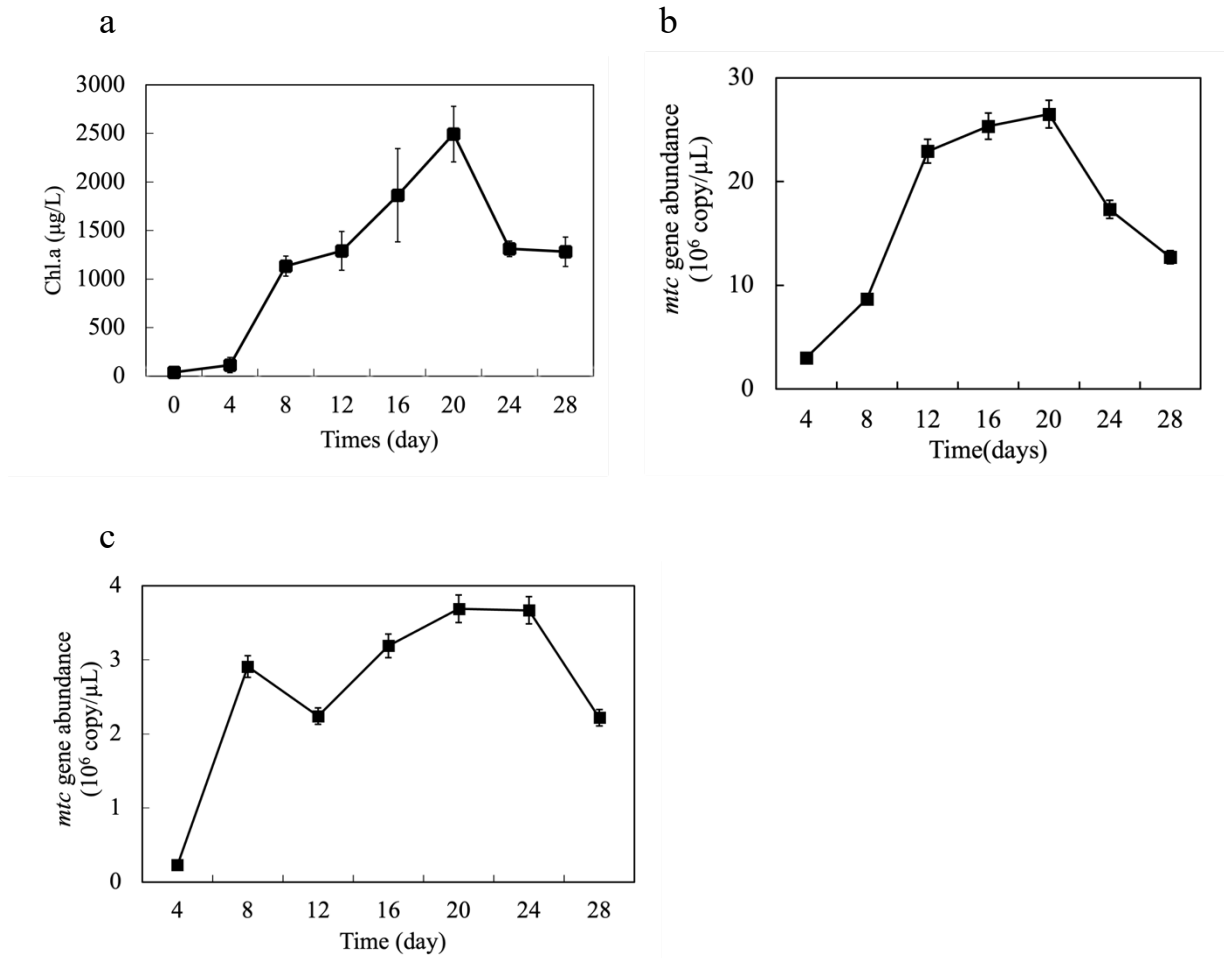 a
3000
2500
2000
1500
1000
500
0
Chl.a (μg/L)
0 4 8 12 16 20 24 28
Times (day)
b
30
20
10
0
mtc gene abundance
(10⁶ copy/μL)
4 8 12 16 20 24 28
Time(days)
c
4
3
2
1
0
mtc gene abundance
(10⁶ copy/μL)
4 8 12 16 20 24 28
Time (day)